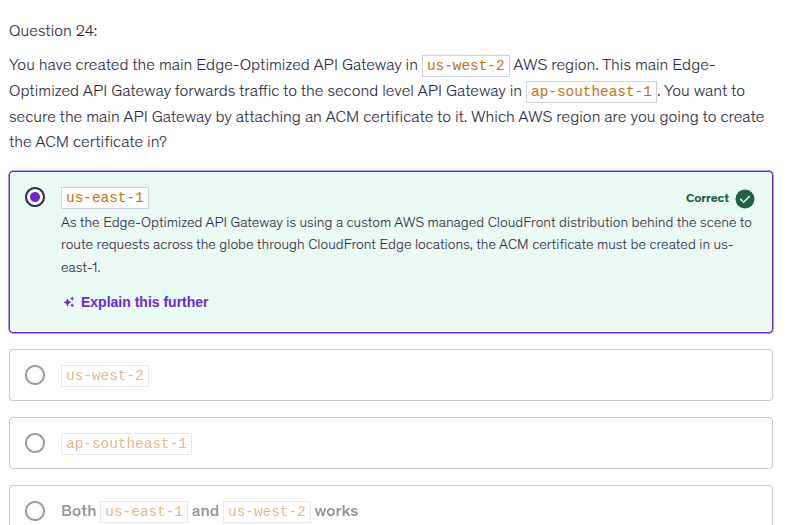 Question 24:
You have created the main Edge-Optimized API Gateway in us-west-2 AWS region. This main Edge-
Optimized API Gateway forwards traffic to the second level API Gateway in ap-southeast-1. You want to
secure the main API Gateway by attaching an ACM certificate to it. Which AWS region are you going to create
the ACM certificate in?
us-east-1
Correct
As the Edge-Optimized API Gateway is using a custom AWS managed CloudFront distribution behind the scene to
route requests across the globe through CloudFront Edge locations, the ACM certificate must be created in us-
east-1.
Explain this further
us-west-2
ap-southeast-1
Both us-east-1 and us-west-2 works